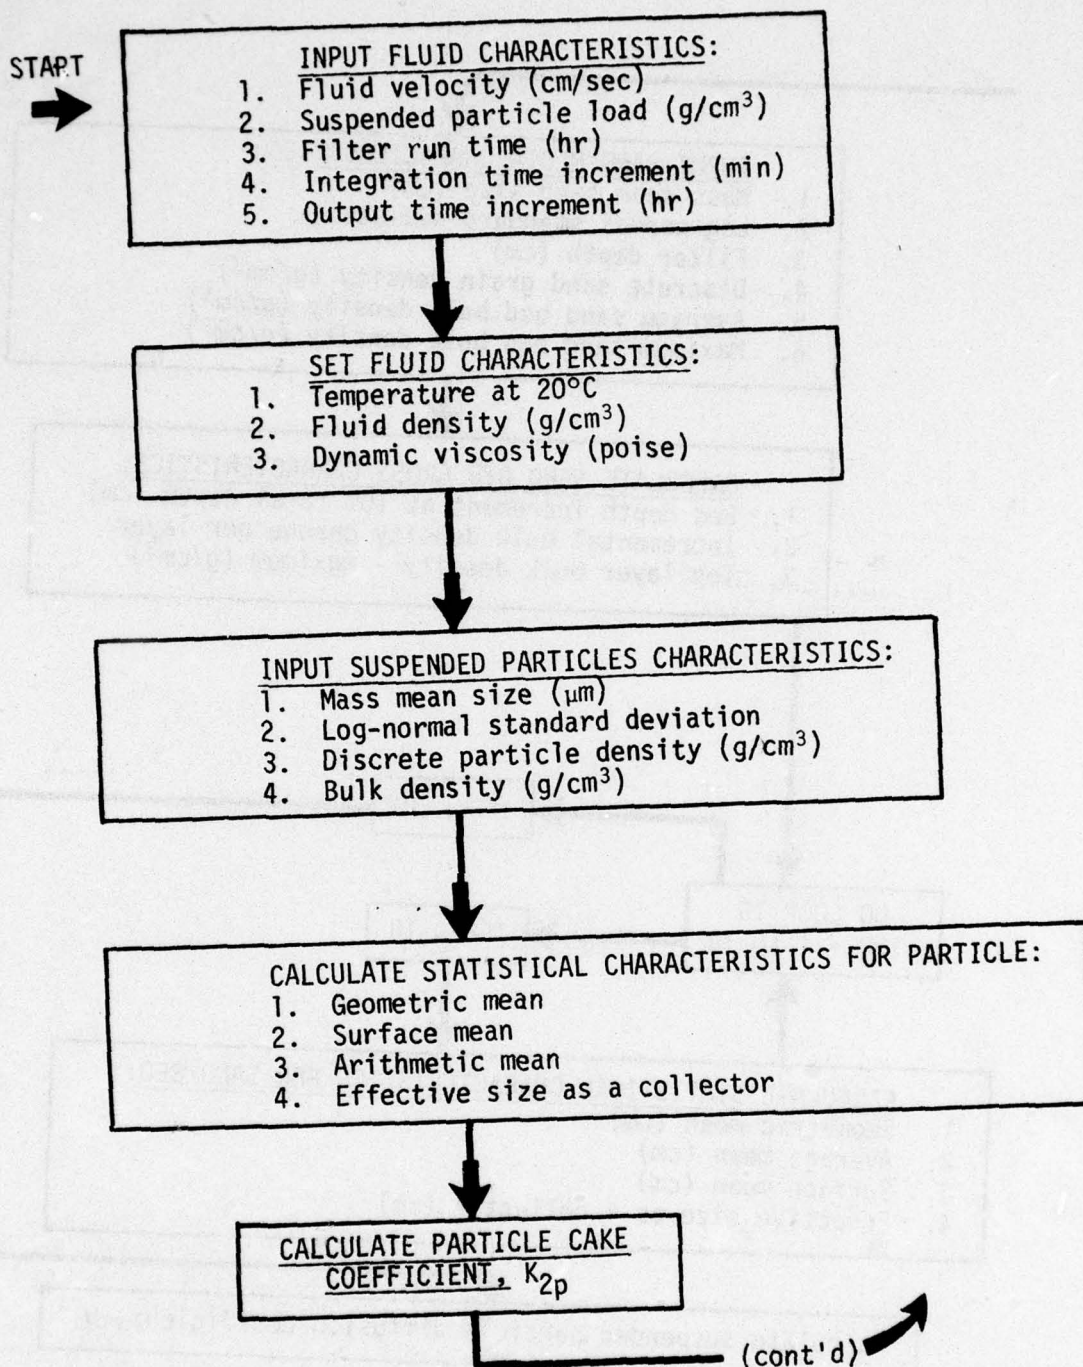 START
INPUT FLUID CHARACTERISTICS:
1. Fluid velocity (cm/sec)
2. Suspended particle load (g/cm³)
3. Filter run time (hr)
4. Integration time increment (min)
5. Output time increment (hr)
SET FLUID CHARACTERISTICS:
1. Temperature at 20°C
2. Fluid density (g/cm³)
3. Dynamic viscosity (poise)
INPUT SUSPENDED PARTICLES CHARACTERISTICS:
1. Mass mean size (μm)
2. Log-normal standard deviation
3. Discrete particle density (g/cm³)
4. Bulk density (g/cm³)
CALCULATE STATISTICAL CHARACTERISTICS FOR PARTICLE:
1. Geometric mean
2. Surface mean
3. Arithmetic mean
4. Effective size as a collector
CALCULATE PARTICLE CAKE
COEFFICIENT, K₂ₚ
(cont'd)